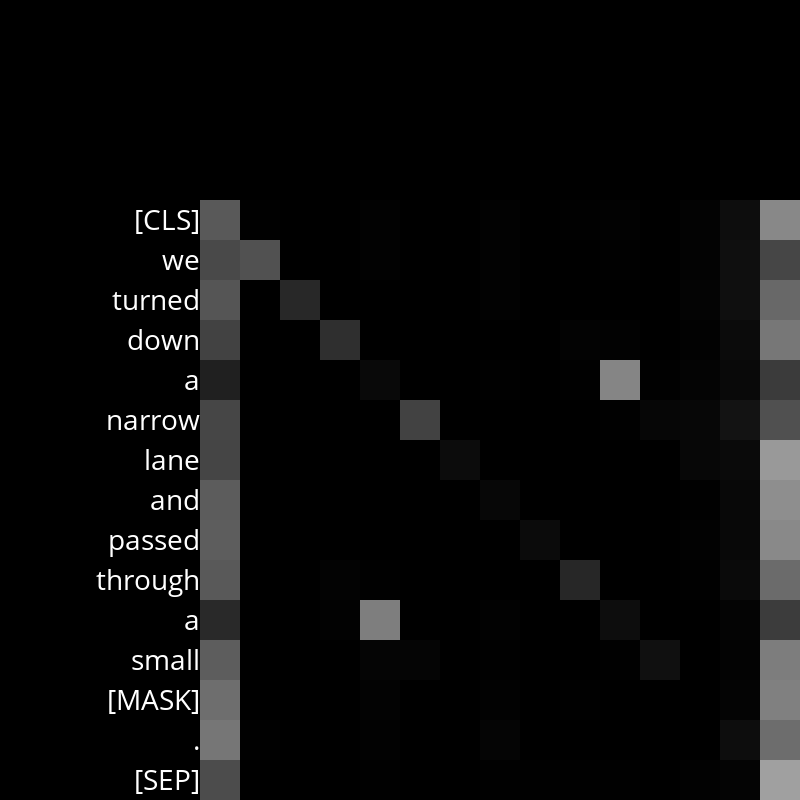 [CLS]
we
turned
down
a
narrow
lane
and
passed
through
a
small
[MASK]
.
[SEP]